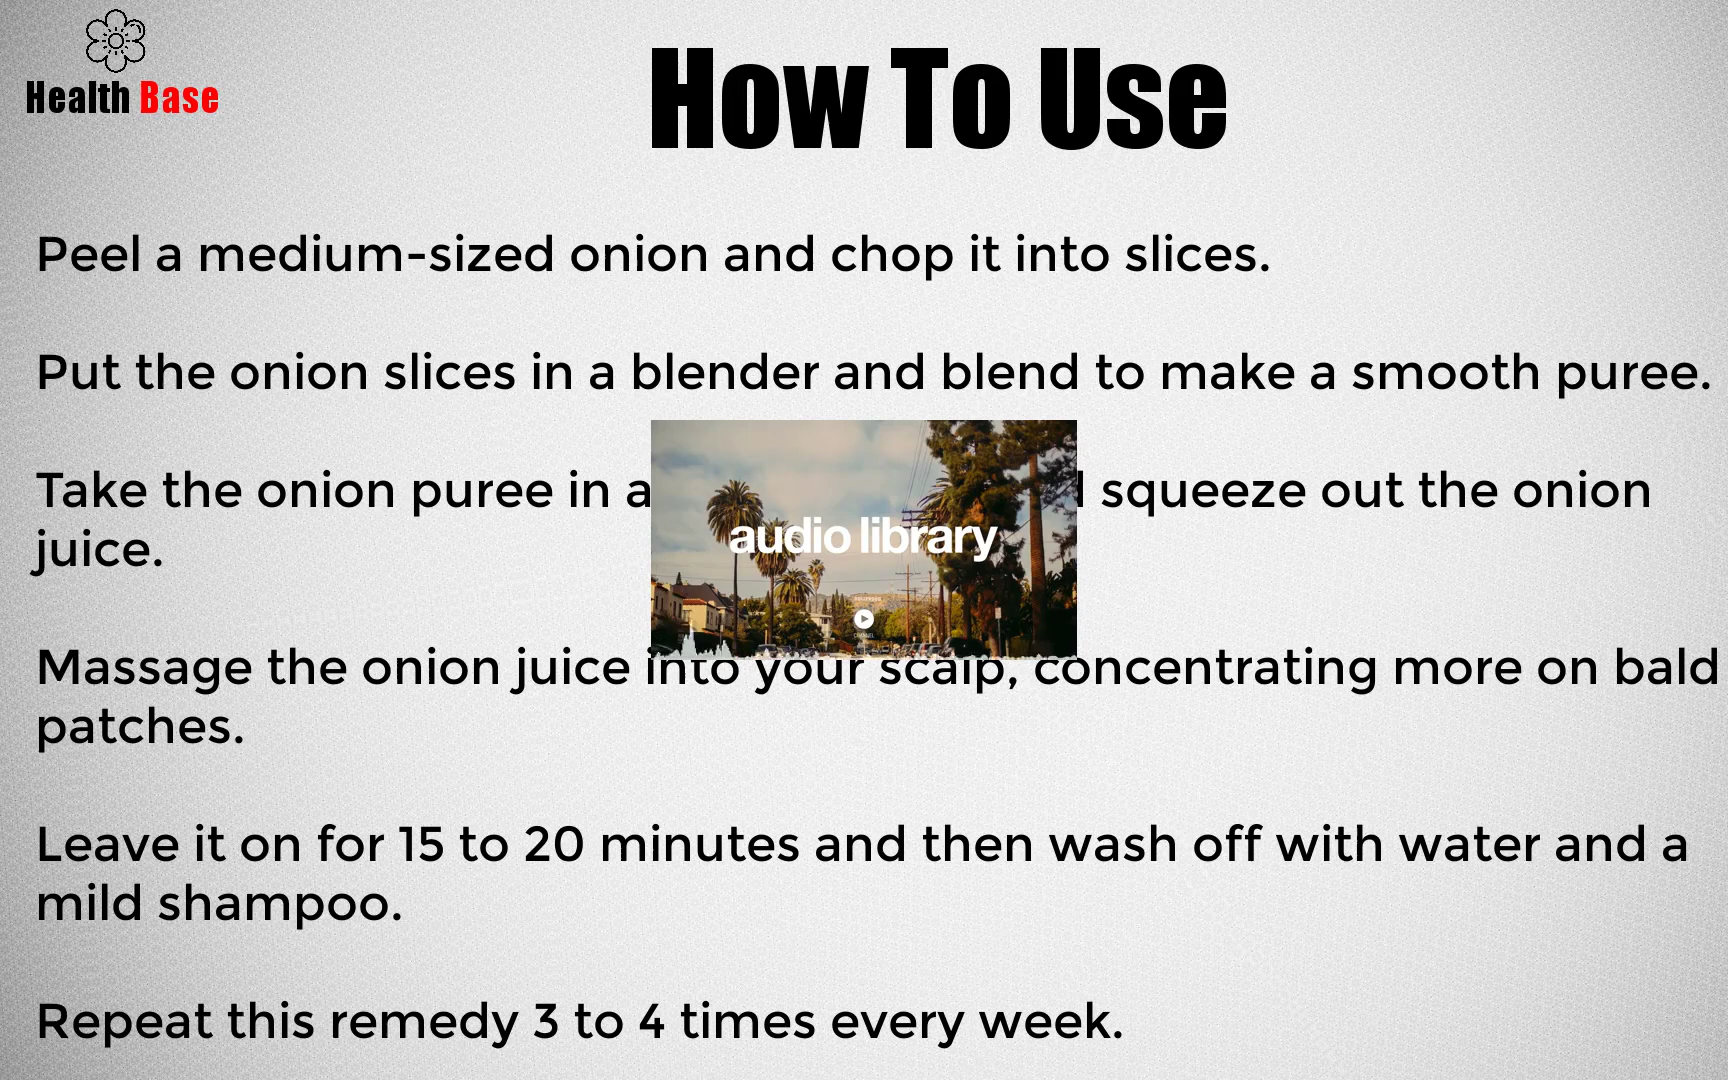 Health Base
How To Use
Peel a medium-sized onion and chop it into slices.
Put the onion slices in a blender and blend to make a smooth puree.
Take the onion puree in a squeeze out the onion
juice.
audio library
Massage the onion juice into your scalp, concentrating more on bald
patches.
Leave it on for 15 to 20 minutes and then wash off with water and a
mild shampoo.
Repeat this remedy 3 to 4 times every week.